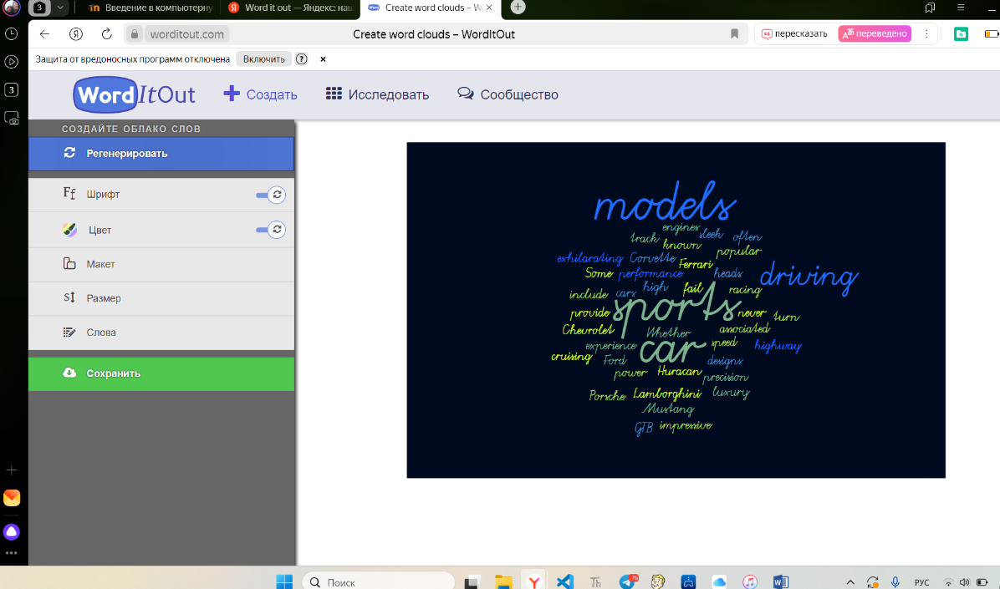 3
Введение в компьютерну
Word it out — Яндекс: наш
Create word clouds – W
worditout.com
Create word clouds – WordItOut
пересказать
переведено
Защита от вредоносных программ отключена
Включить
?
3
WordItOut
Создать
Исследовать
Сообщество
СОЗДАЙТЕ ОБЛАКО СЛОВ
Регенерировать
Шрифт
Цвет
Макет
Размер
Слова
Сохранить
models
engines
track
sleek
often
known
popular
exhilarating
Corvette
Ferrari
Some
performance
heads
driving
include
cars
high
fail
racing
provide
sports
never
turn
Chevrolet
Whether
associated
experience
car
speed
highway
cruising
Ford
designs
power
Huracan
precision
Porsche
Lamborghini
luxury
Mustang
GTB
impressive
Поиск
76
РУС